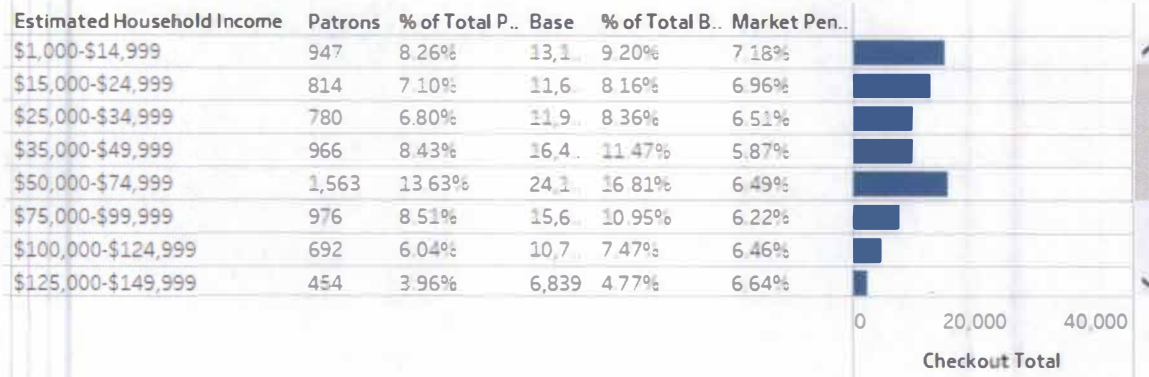 Estimated Household Income Patrons % of Total P.. Base % of Total B.. Market Pen..
$1,000-$14,999 947 8.26% 13,1.. 9.20% 7.18%
$15,000-$24,999 814 7.10% 11,6.. 8.16% 6.96%
$25,000-$34,999 780 6.80% 11,9.. 8.36% 6.51%
$35,000-$49,999 966 8.43% 16,4.. 11.47% 5.87%
$50,000-$74,999 1,563 13.63% 24,1.. 16.81% 6.49%
$75,000-$99,999 976 8.51% 15,6.. 10.95% 6.22%
$100,000-$124,999 692 6.04% 10,7.. 7.47% 6.46%
$125,000-$149,999 454 3.96% 6,839 4.77% 6.64%
0 20,000 40,000
Checkout Total